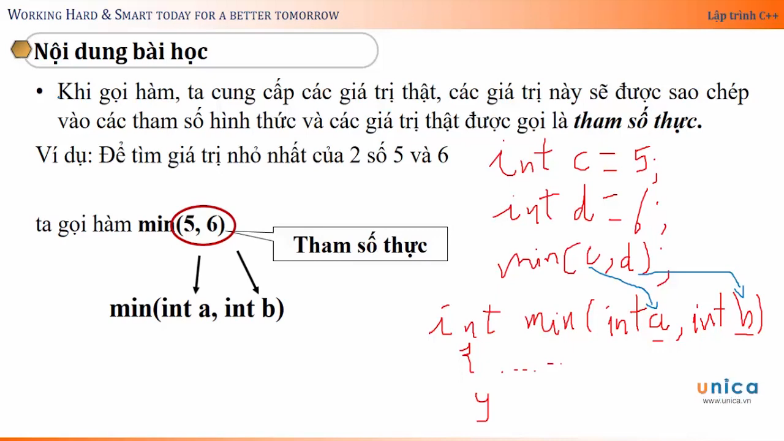 WORKING HARD & SMART TODAY FOR A BETTER TOMORROW
Lập trình C++
Nội dung bài học
• Khi gọi hàm, ta cung cấp các giá trị thật, các giá trị này sẽ được sao chép
vào các tham số hình thức và các giá trị thật được gọi là tham số thực.
Ví dụ: Để tìm giá trị nhỏ nhất của 2 số 5 và 6
ta gọi hàm min(5, 6)
Tham số thực
min(int a, int b)
int c = 5;
int d = 6;
min(c, d);
int min(int a, int b)
{
.........
}
unica
www.unica.vn